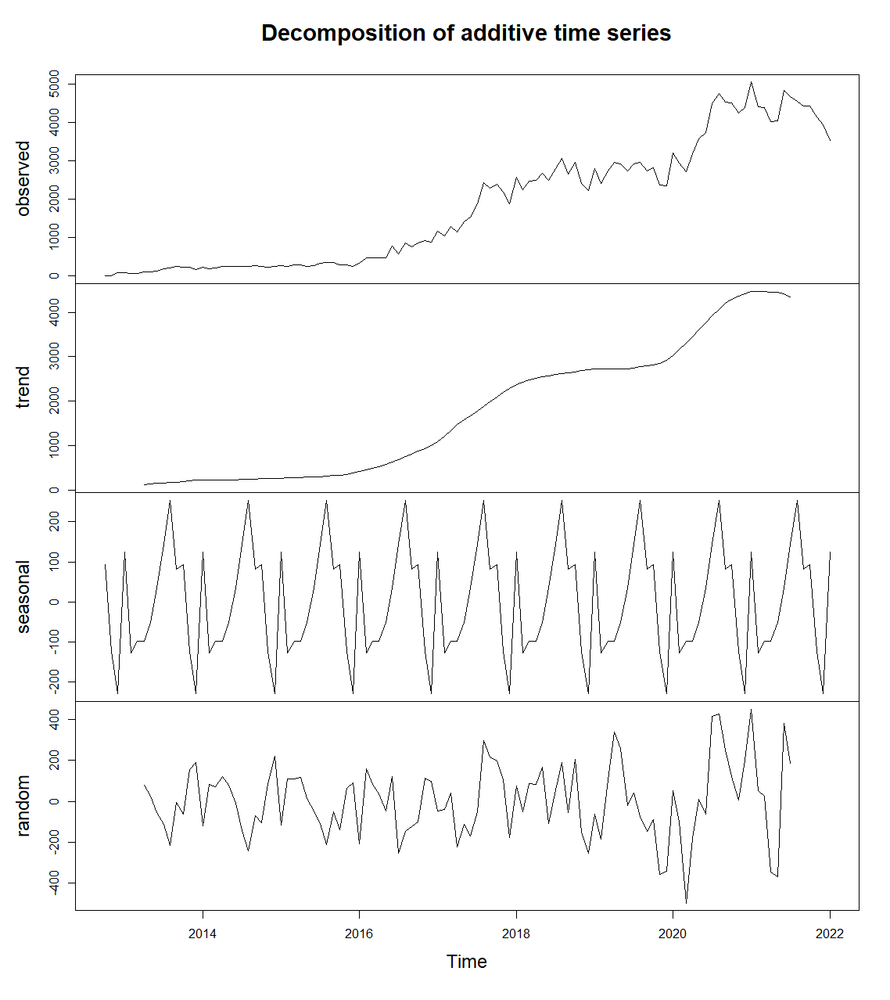 Decomposition of additive time series
observed
0 1000 2000 3000 4000 5000
trend
0 1000 2000 3000 4000
seasonal
-200 -100 0 100 200
random
-400 -200 0 200 400
2014 2016 2018 2020 2022
Time